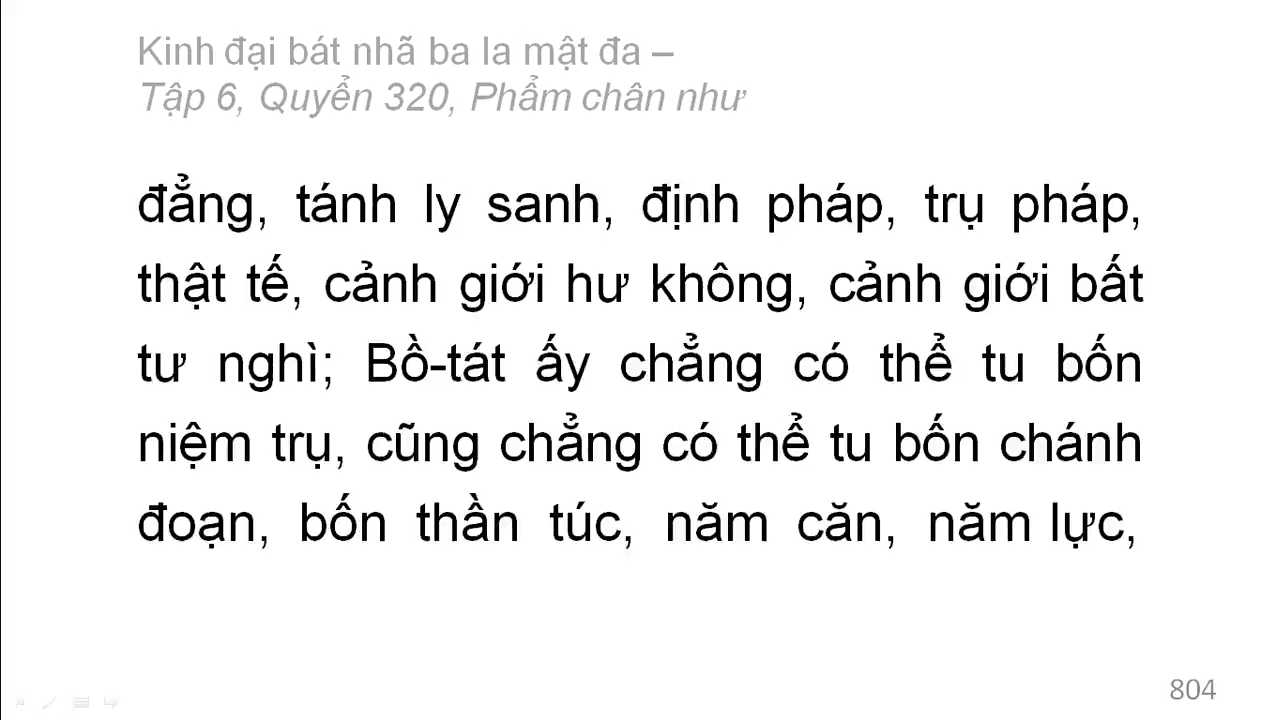 Kinh đại bát nhã ba la mật đa –
Tập 6, Quyển 320, Phẩm chân như
đẳng, tánh ly sanh, định pháp, trụ pháp,
thật tế, cảnh giới hư không, cảnh giới bất
tư nghì; Bồ-tát ấy chẳng có thể tu bốn
niệm trụ, cũng chẳng có thể tu bốn chánh
đoạn, bốn thần túc, năm căn, năm lực,
804